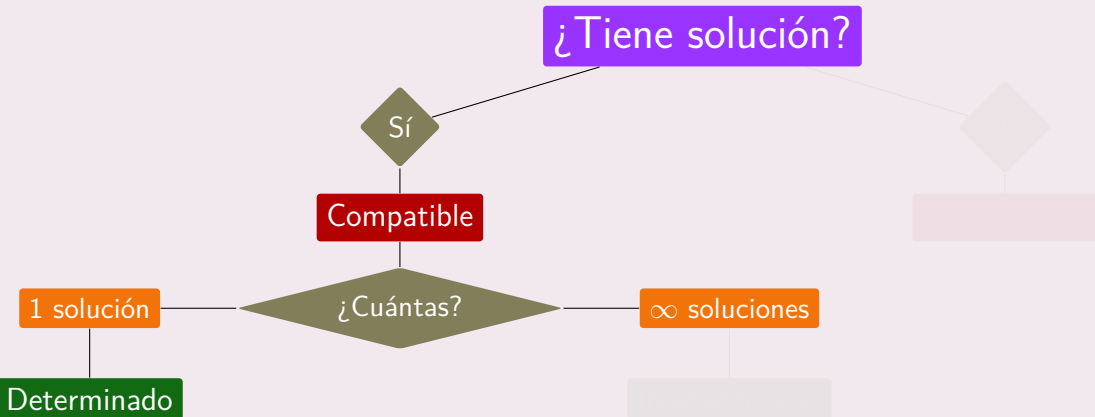 ¿Tiene solución?
Sí
Compatible
1 solución
¿Cuántas?
∞ soluciones
Determinado